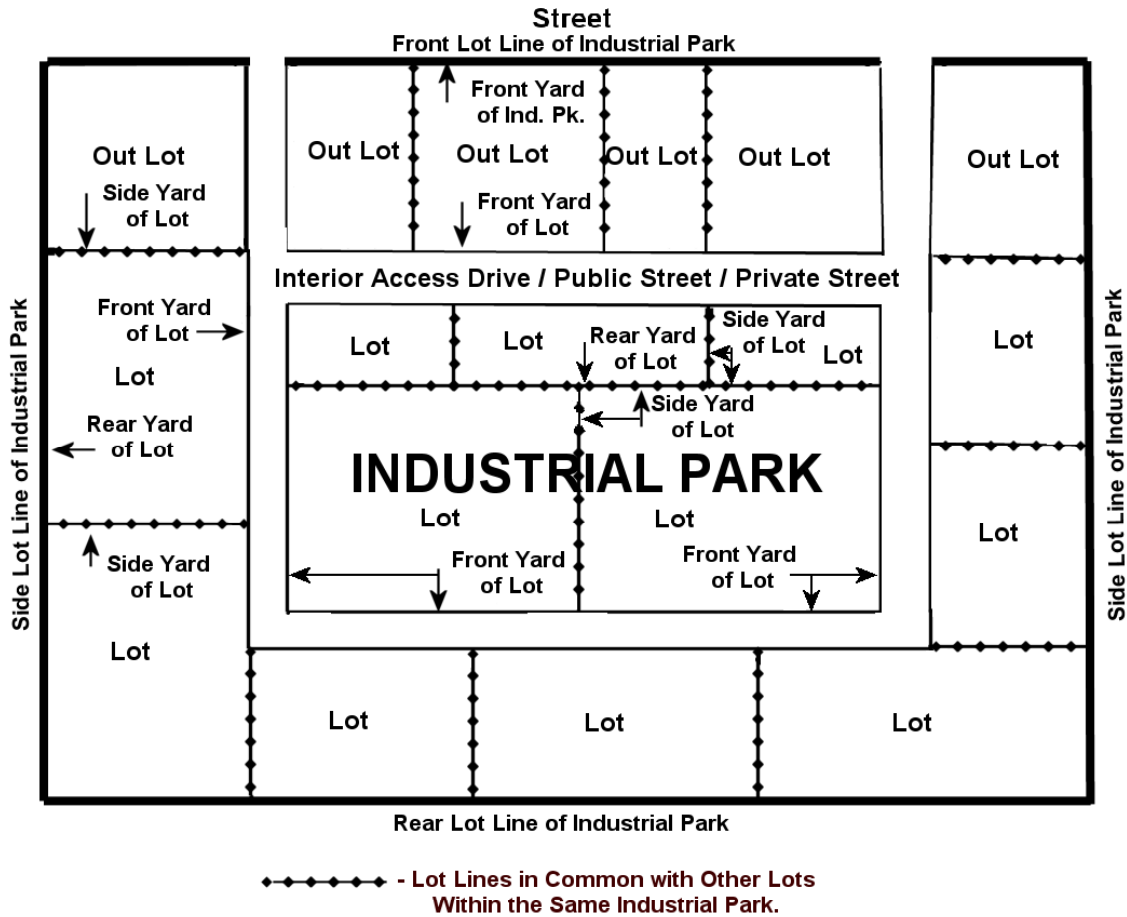 Street
Front Lot Line of Industrial Park
Front Yard
of Ind. Pk.
Out Lot
Out Lot
Out Lot
Out Lot
Out Lot
Out Lot
Side Yard
of Lot
Front Yard
of Lot
Interior Access Drive / Public Street / Private Street
Front Yard
of Lot
Lot
Rear Yard
of Lot
Side Yard
of Lot
Lot
Lot
Rear Yard
of Lot
Side Yard
of Lot
Lot
Lot
Side Lot Line of Industrial Park
Side Lot Line of Industrial Park
INDUSTRIAL PARK
Lot
Lot
Lot
Side Yard
of Lot
Front Yard
of Lot
Front Yard
of Lot
Lot
Lot
Lot
Lot
Rear Lot Line of Industrial Park
- Lot Lines in Common with Other Lots
Within the Same Industrial Park.